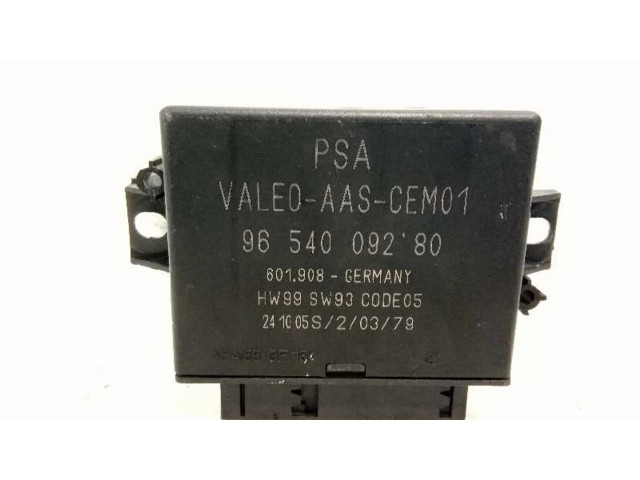 PSA
VALEO-AAS-CEM01
96 540 092'80
601.908 - GERMANY
HW99 SW93 CODE05
241005S/2/03/79